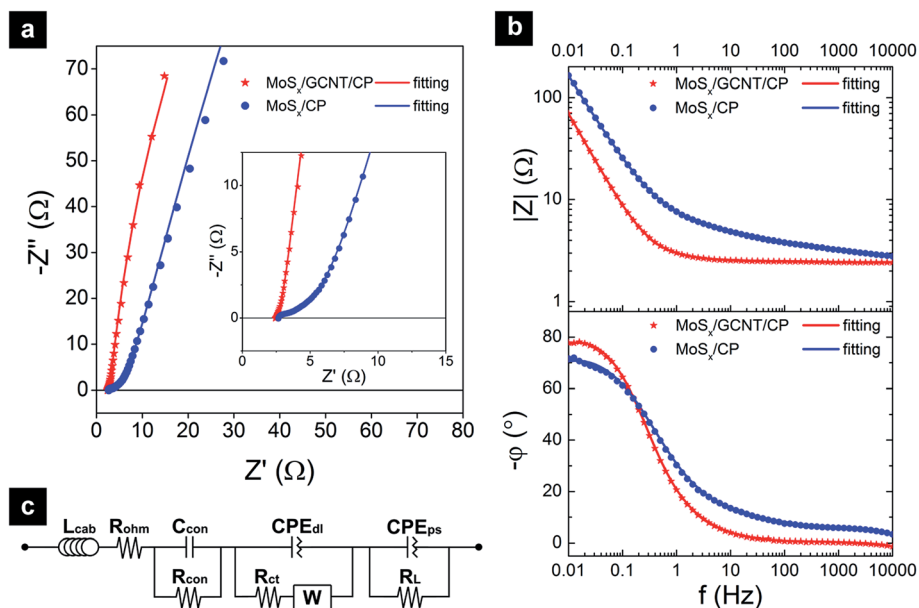 a
70
60
50
40
30
20
10
0
-Z'' (Ω)
MoSx/GCNT/CP fitting
MoSx/CP fitting
10
5
0
-Z'' (Ω)
0 5 10 15
Z' (Ω)
0 10 20 30 40 50 60 70 80
Z' (Ω)
b
0.01 0.1 1 10 100 1000 10000
100
10
1
|Z| (Ω)
MoSx/GCNT/CP fitting
MoSx/CP fitting
80
60
40
20
0
-φ (°)
MoSx/GCNT/CP fitting
MoSx/CP fitting
0.01 0.1 1 10 100 1000 10000
f (Hz)
c
Lcab Rohm Ccon CPEdl CPEps
Rcon Rct W RL